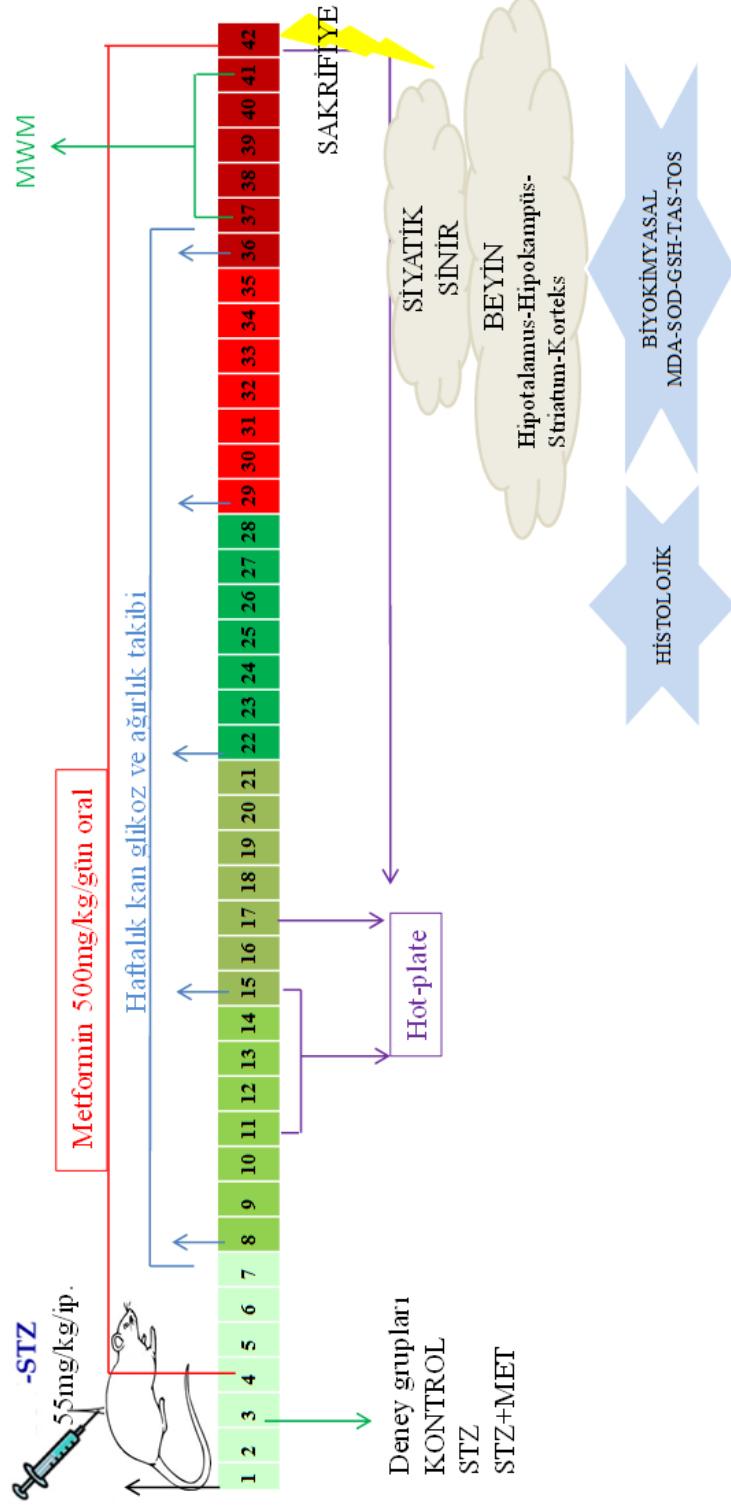 -STZ
55mg/kg/ip.
Metformin 500mg/kg/gün oral
Haftalık kan glikoz ve ağırlık takibi
MWM
1 2 3 4 5 6 7 8 9 10 11 12 13 14 15 16 17 18 19 20 21 22 23 24 25 26 27 28 29 30 31 32 33 34 35 36 37 38 39 40 41 42
Deney grupları
KONTROL
STZ
STZ+MET
Hot-plate
SAKRİFİYE
SİYATİK
SİNİR
BEYİN
Hipotalamus-Hipokampüs-
Striatum-Korteks
HİSTOLOJİK
BİYOKİMYASAL
MDA-SOD-GSH-TAS-TOS